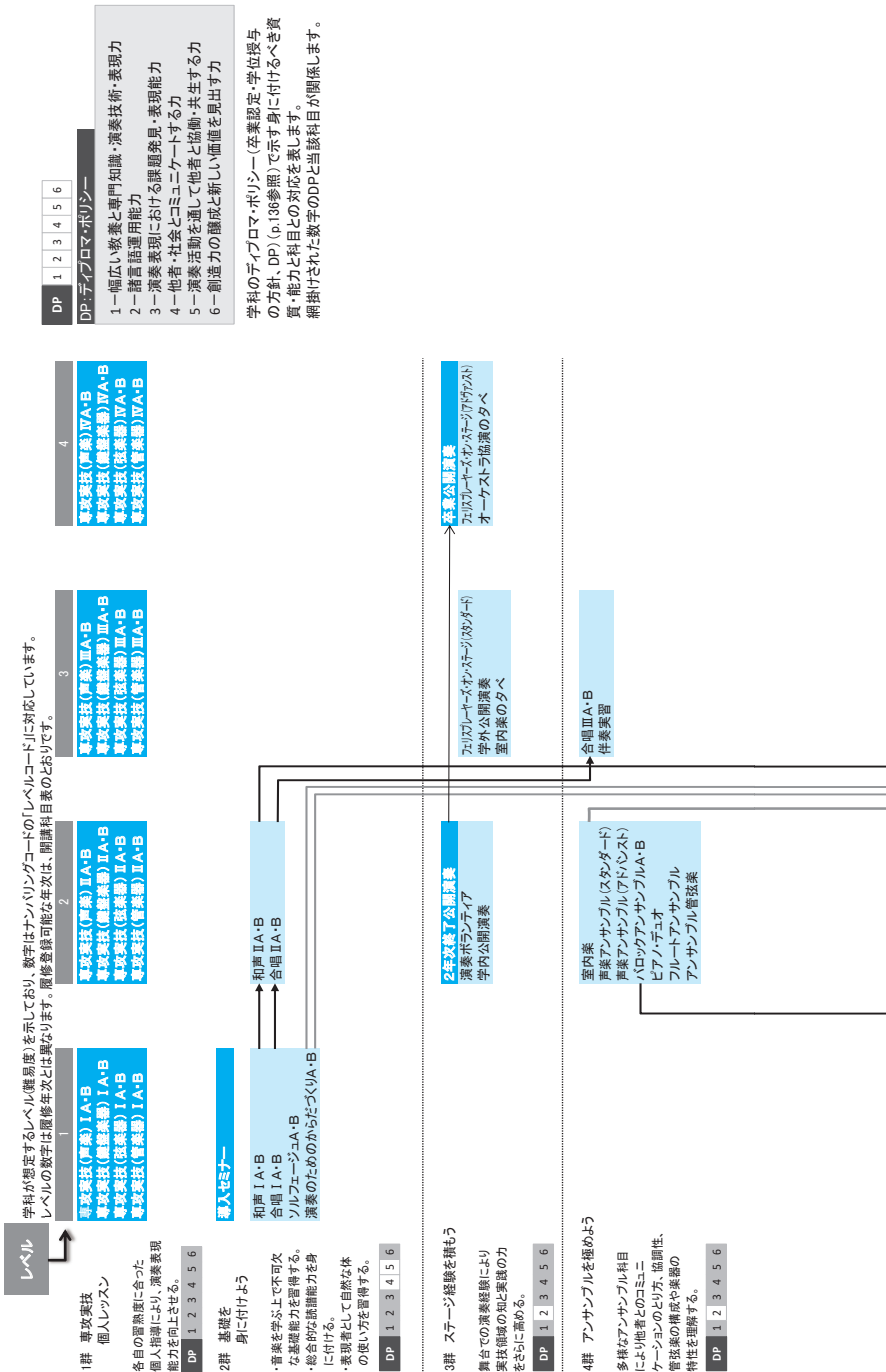 レベル
学科が想定するレベル(難易度)を示しており、数字はナンバリングコードの「レベルコード」に対応しています。
レベルの数字は履修年次とは異なります。履修登録可能な年次は、開講科目表のとおりです。
1
2
3
4
DP 1 2 3 4 5 6
DP:ディプロマ・ポリシー
1-幅広い教養と専門知識・演奏技術・表現力
2-諸言語運用能力
3-演奏表現における課題発見・表現能力
4-他者・社会とコミュニケートする力
5-演奏活動を通して他者と協働・共生する力
6-創造力の醸成と新しい価値を見出す力
学科のディプロマ・ポリシー(卒業認定・学位授与
の方針、DP)(p.136参照)で示す身に付けるべき資
質・能力と科目との対応を表します。
網掛けされた数字のDPと当該科目が関係します。
1群 専攻実技
個人レッスン
各自の習熟度に合った
個人指導により、演奏表現
能力を向上させる。
DP 1 2 3 4 5 6
専攻実技(声楽)ⅠA・B
専攻実技(鍵盤楽器)ⅠA・B
専攻実技(弦楽器)ⅠA・B
専攻実技(管楽器)ⅠA・B
専攻実技(声楽)ⅡA・B
専攻実技(鍵盤楽器)ⅡA・B
専攻実技(弦楽器)ⅡA・B
専攻実技(管楽器)ⅡA・B
専攻実技(声楽)ⅢA・B
専攻実技(鍵盤楽器)ⅢA・B
専攻実技(弦楽器)ⅢA・B
専攻実技(管楽器)ⅢA・B
専攻実技(声楽)ⅣA・B
専攻実技(鍵盤楽器)ⅣA・B
専攻実技(弦楽器)ⅣA・B
専攻実技(管楽器)ⅣA・B
2群 基礎を
身に付けよう
・音楽を学ぶ上で不可欠
な基礎能力を習得する。
・総合的な読譜能力を身
に付ける。
・表現者として自然な体
の使い方を習得する。
DP 1 2 3 4 5 6
導入セミナー
和声ⅠA・B
合唱ⅠA・B
ソルフェージュA・B
演奏のためのからだづくりA・B
和声ⅡA・B
合唱ⅡA・B
3群 ステージ経験を積もう
舞台での演奏経験により
実技領域の知と実践の力
をさらに高める。
DP 1 2 3 4 5 6
2年次終了公開演奏
演奏ボランティア
学内公開演奏
フェリスプレーヤーズ・オン・ステージ(スタンダード)
学外公開演奏
室内楽の夕べ
卒業公開演奏
フェリスプレーヤーズ・オン・ステージ(アドヴァンスト)
オーケストラ協演の夕べ
4群 アンサンブルを極めよう
多様なアンサンブル科目
により他者とのコミュニ
ケーションのとり方、協調性、
管弦楽の構成や楽器の
特性を理解する。
DP 1 2 3 4 5 6
室内楽
声楽アンサンブル(スタンダード)
声楽アンサンブル(アドバンスト)
バロックアンサンブルA・B
ピアノ・デュオ
フルートアンサンブル
アンサンブル管弦楽
合唱ⅢA・B
伴奏実習